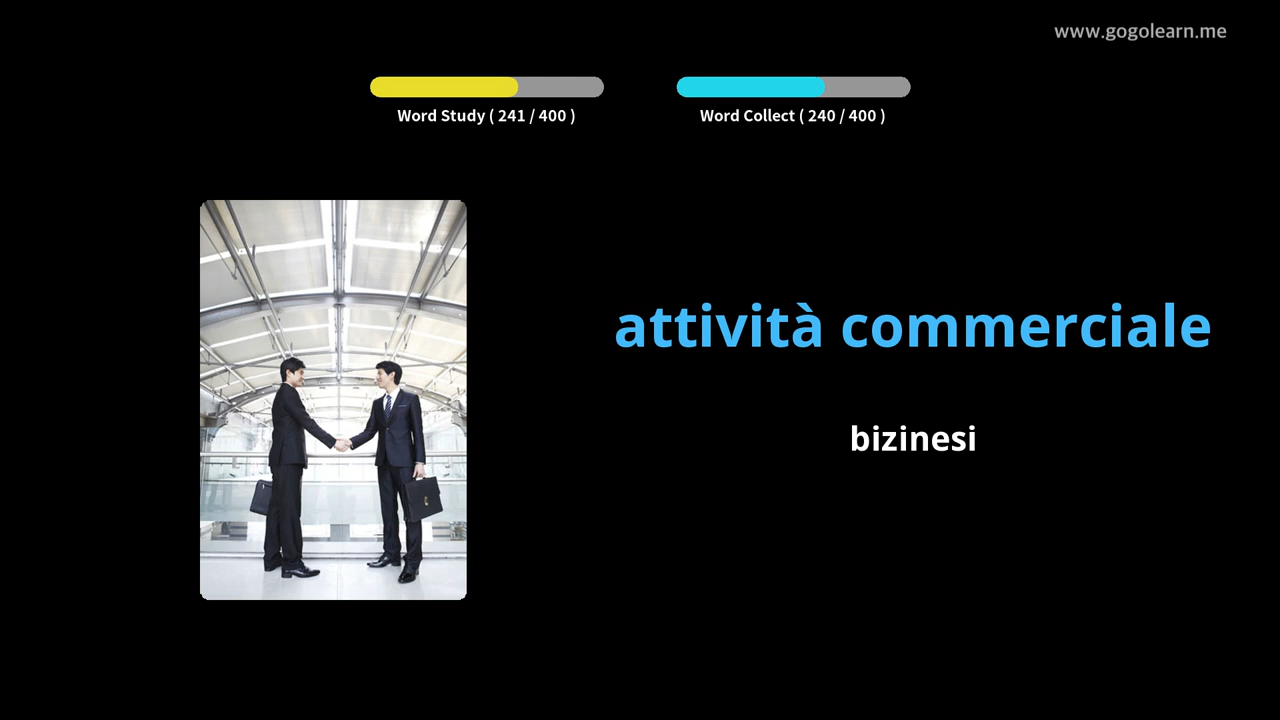 www.gogolearn.me
Word Study ( 241 / 400 )
Word Collect ( 240 / 400 )
attività commerciale
bizinesi